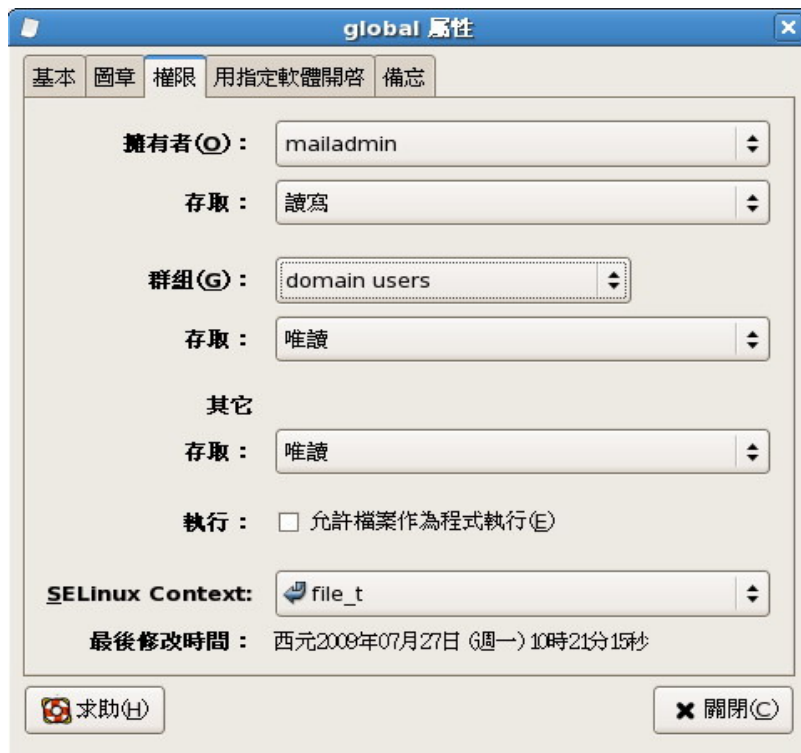 global 属性
基本 圖章 權限 用指定軟體開啓 備忘
擁有者(O)： mailadmin
存取： 讀寫
群組(G)： domain users
存取： 唯讀
其它
存取： 唯讀
執行： 允許檔案作為程式執行(E)
SELinux Context: file_t
最後修改時間： 西元2009年07月27日 (週一) 10時21分15秒
求助(H) 關閉(C)